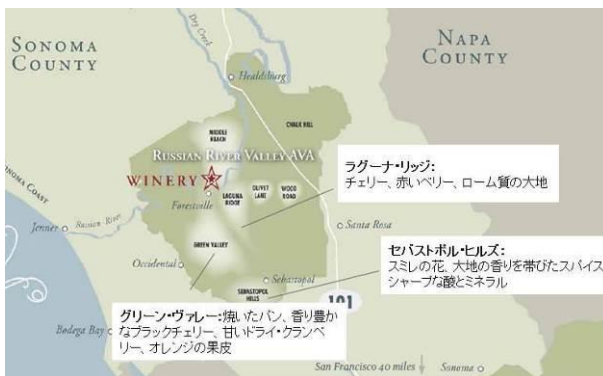 SONOMA
COUNTY
NAPA
COUNTY
Dry Creek
Healdsburg
CHALK HILL
MIDDLE
REACH
RUSSIAN RIVER VALLEY AVA
WINERY
Forestville
LAGUNA
RIDGE
OLIVET
LANE
WOOD
ROAD
ラグーナ・リッジ:
チェリー、赤いベリー、ローム質の大地
SONOMA COAST
Jenner
Russian River
Santa Rosa
GREEN VALLEY
Occidental
Sebastopol
SEBASTOPOL
HILLS
セバストポル・ヒルズ:
スミレの花、大地の香りを帯びたスパイス
シャープな酸とミネラル
101
グリーン・ヴァレー:焼いたパン、香り豊か
なブラックチェリー、甘いドライ・クランベ
リー、オレンジの果皮
Bodega Bay
San Francisco 40 miles
Sonoma